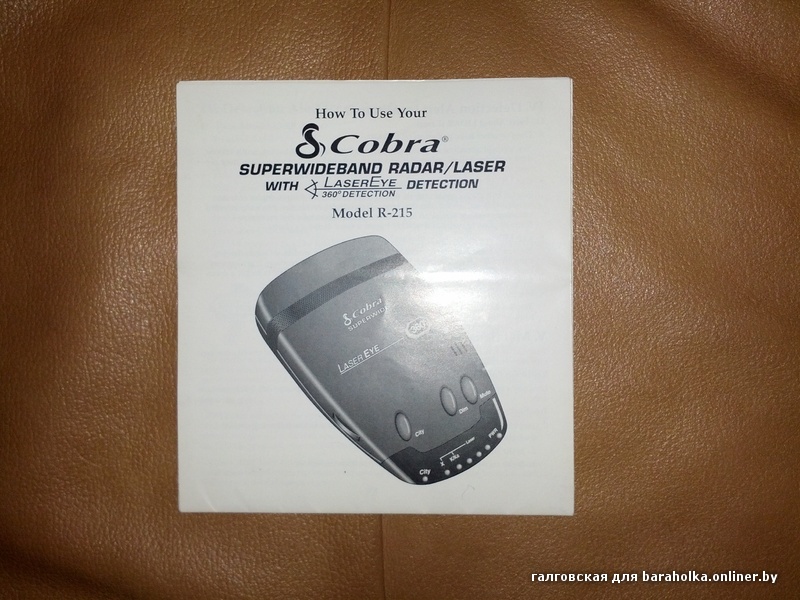 How To Use Your
Cobra®
SUPERWIDEBAND RADAR/LASER
WITH LASEREYE DETECTION
360° DETECTION
Model R-215
Cobra
LASER EYE
City
Dim
Mute
City
X
Laser
галговская для baraholka.onliner.by